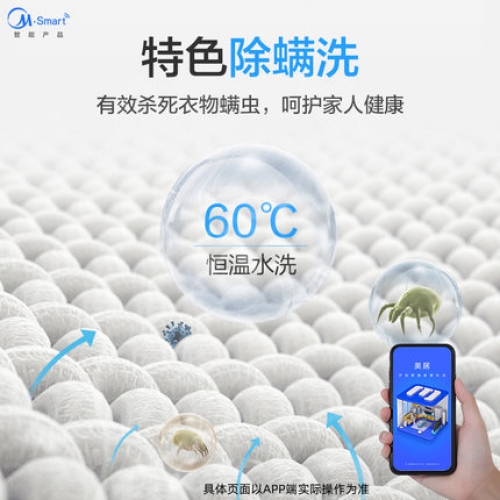 M·Smart
智能产品
特色除螨洗
有效杀死衣物螨虫，呵护家人健康
60℃
恒温水洗
美居
具体页面以APP端实际操作为准